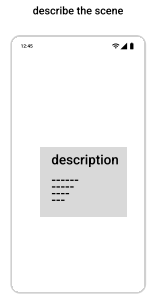 describe the scene
12:45
description
------
-----
----
---